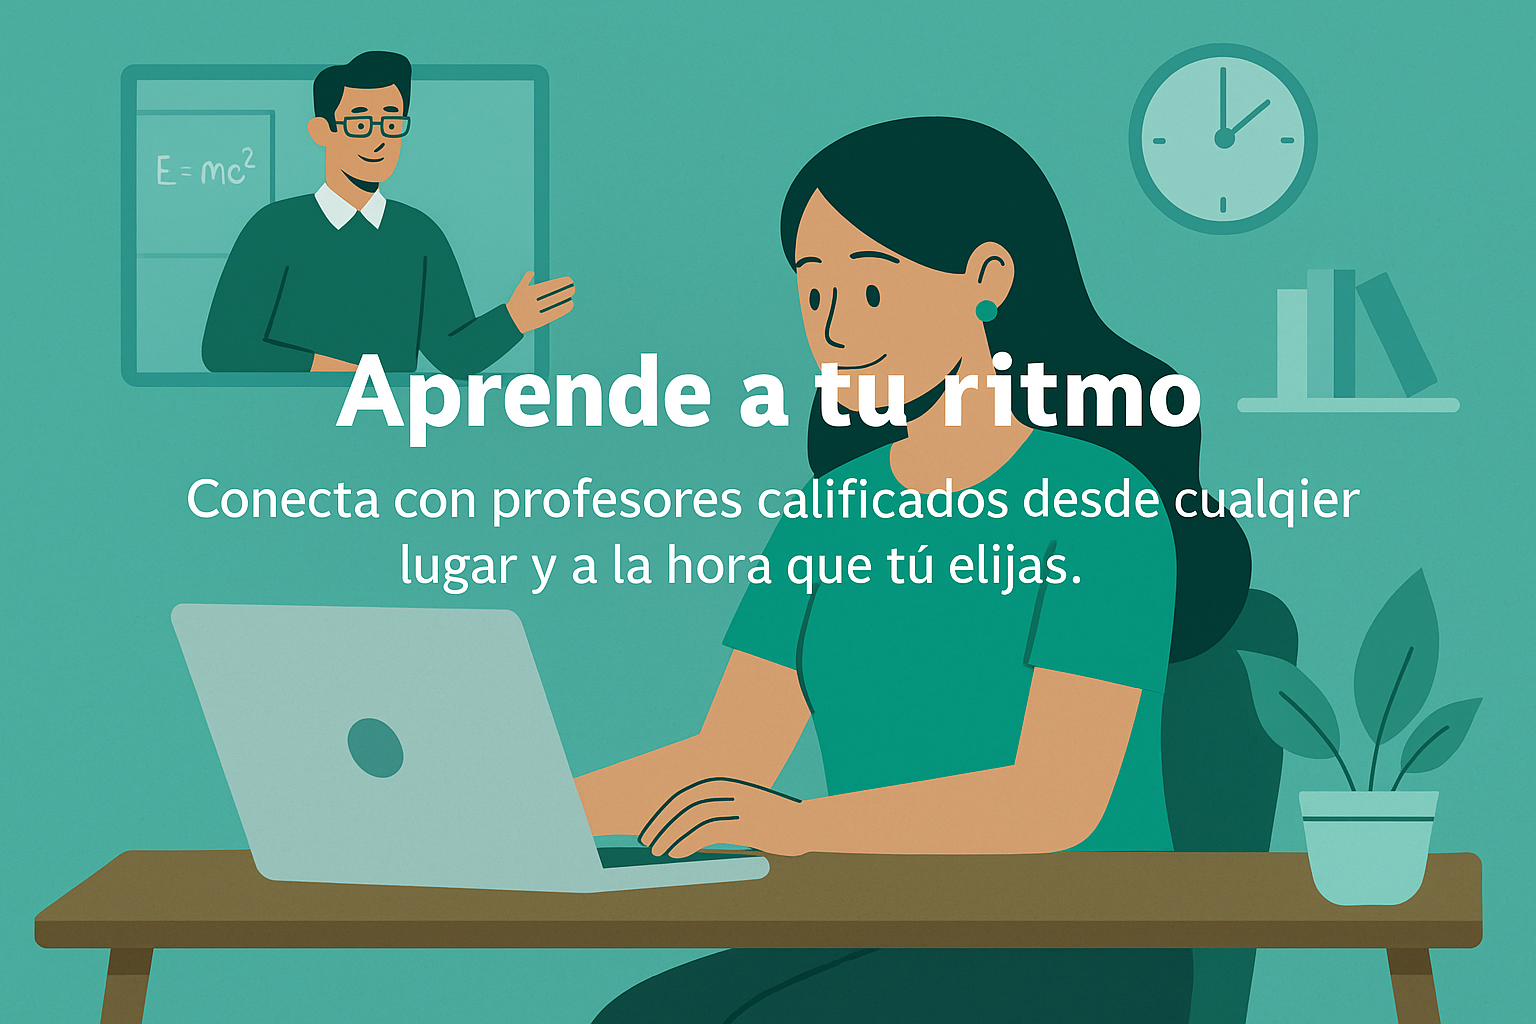 E = mc²
Aprende a tu ritmo
Conecta con profesores calificados desde cualqier
lugar y a la hora que tú elijas.